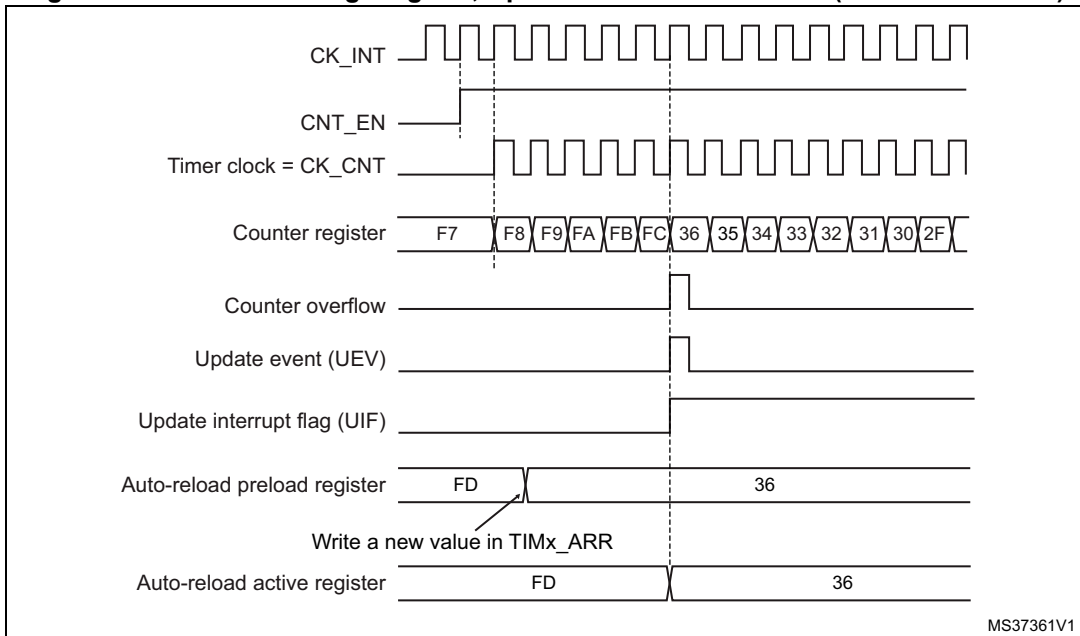 CK_INT
CNT_EN
Timer clock = CK_CNT
Counter register F7 F8 F9 FA FB FC 36 35 34 33 32 31 30 2F
Counter overflow
Update event (UEV)
Update interrupt flag (UIF)
Auto-reload preload register FD 36
Write a new value in TIMx_ARR
Auto-reload active register FD 36
MS37361V1